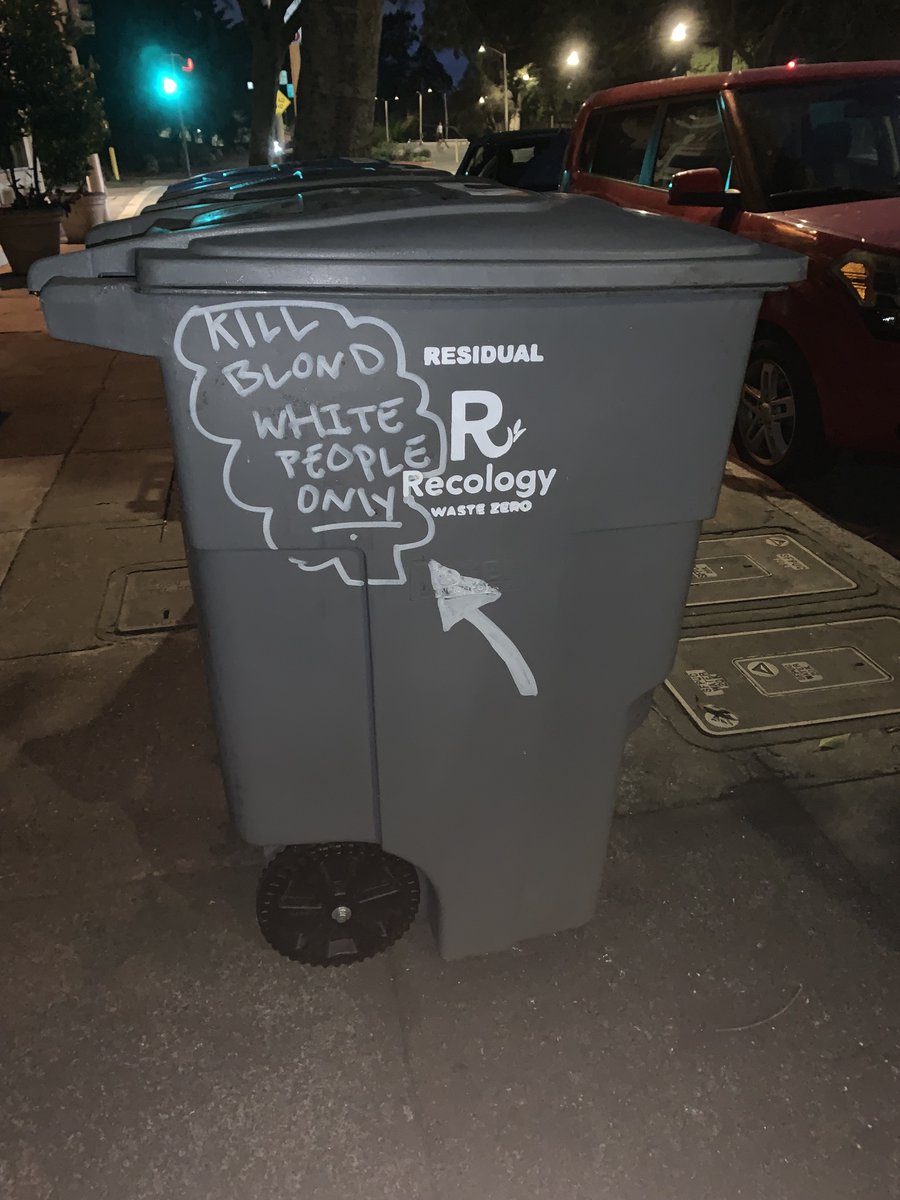 KILL
BLOND
WHITE
PEOPLE
ONLY
RESIDUAL
R
Recology
WASTE ZERO